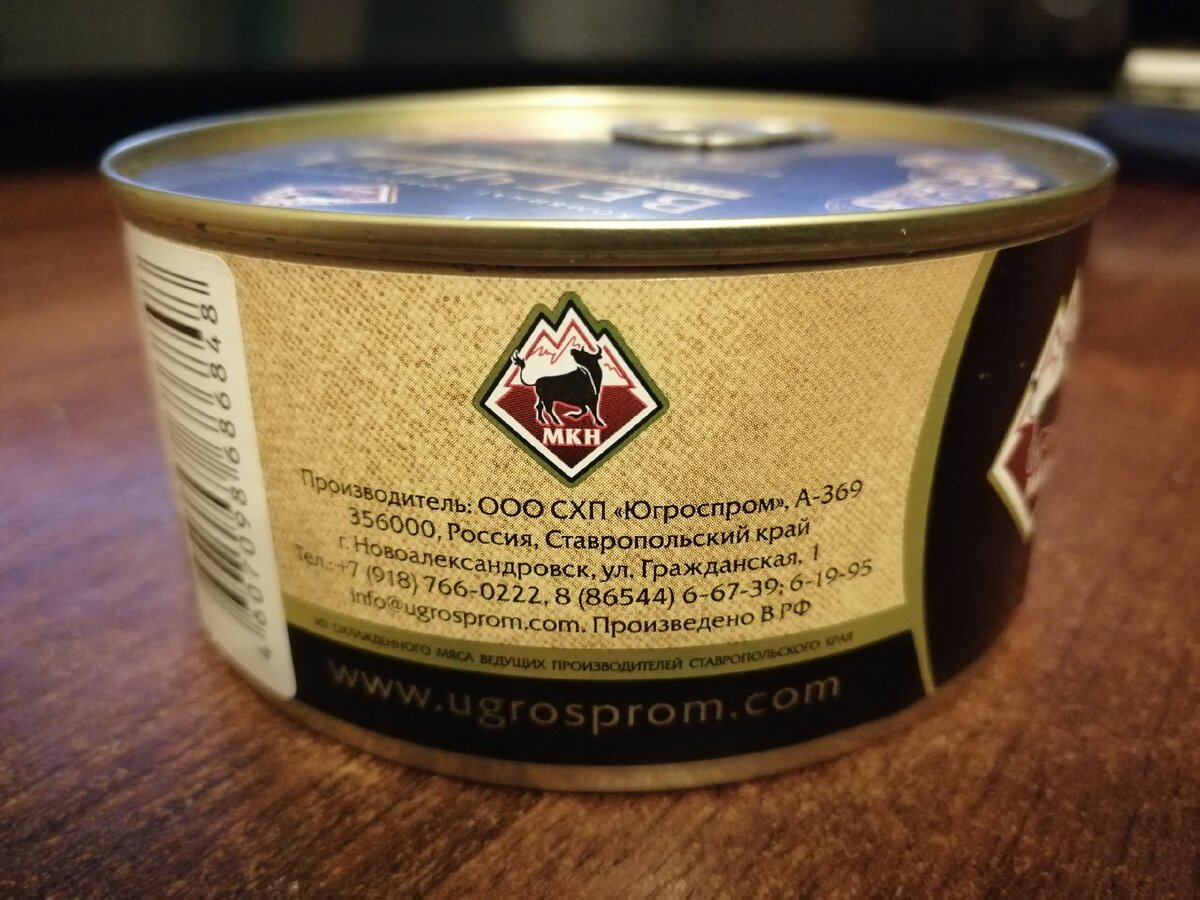 МКН
Производитель: ООО СХП «Югроспром», А-369
356000, Россия, Ставропольский край
г. Новоалександровск, ул. Гражданская, 1
Тел.:+7 (918) 766-0222, 8 (86544) 6-67-39; 6-19-95
info@ugrosprom.com. Произведено В РФ
ИЗ ОХЛАЖДЕННОГО МЯСА ВЕДУЩИХ ПРОИЗВОДИТЕЛЕЙ СТАВРОПОЛЬСКОГО КРАЯ
www.ugrosprom.com